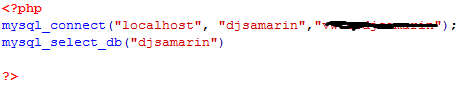 <?php
mysql_connect("localhost", "djsamarin","");
mysql_select_db("djsamarin")
?>